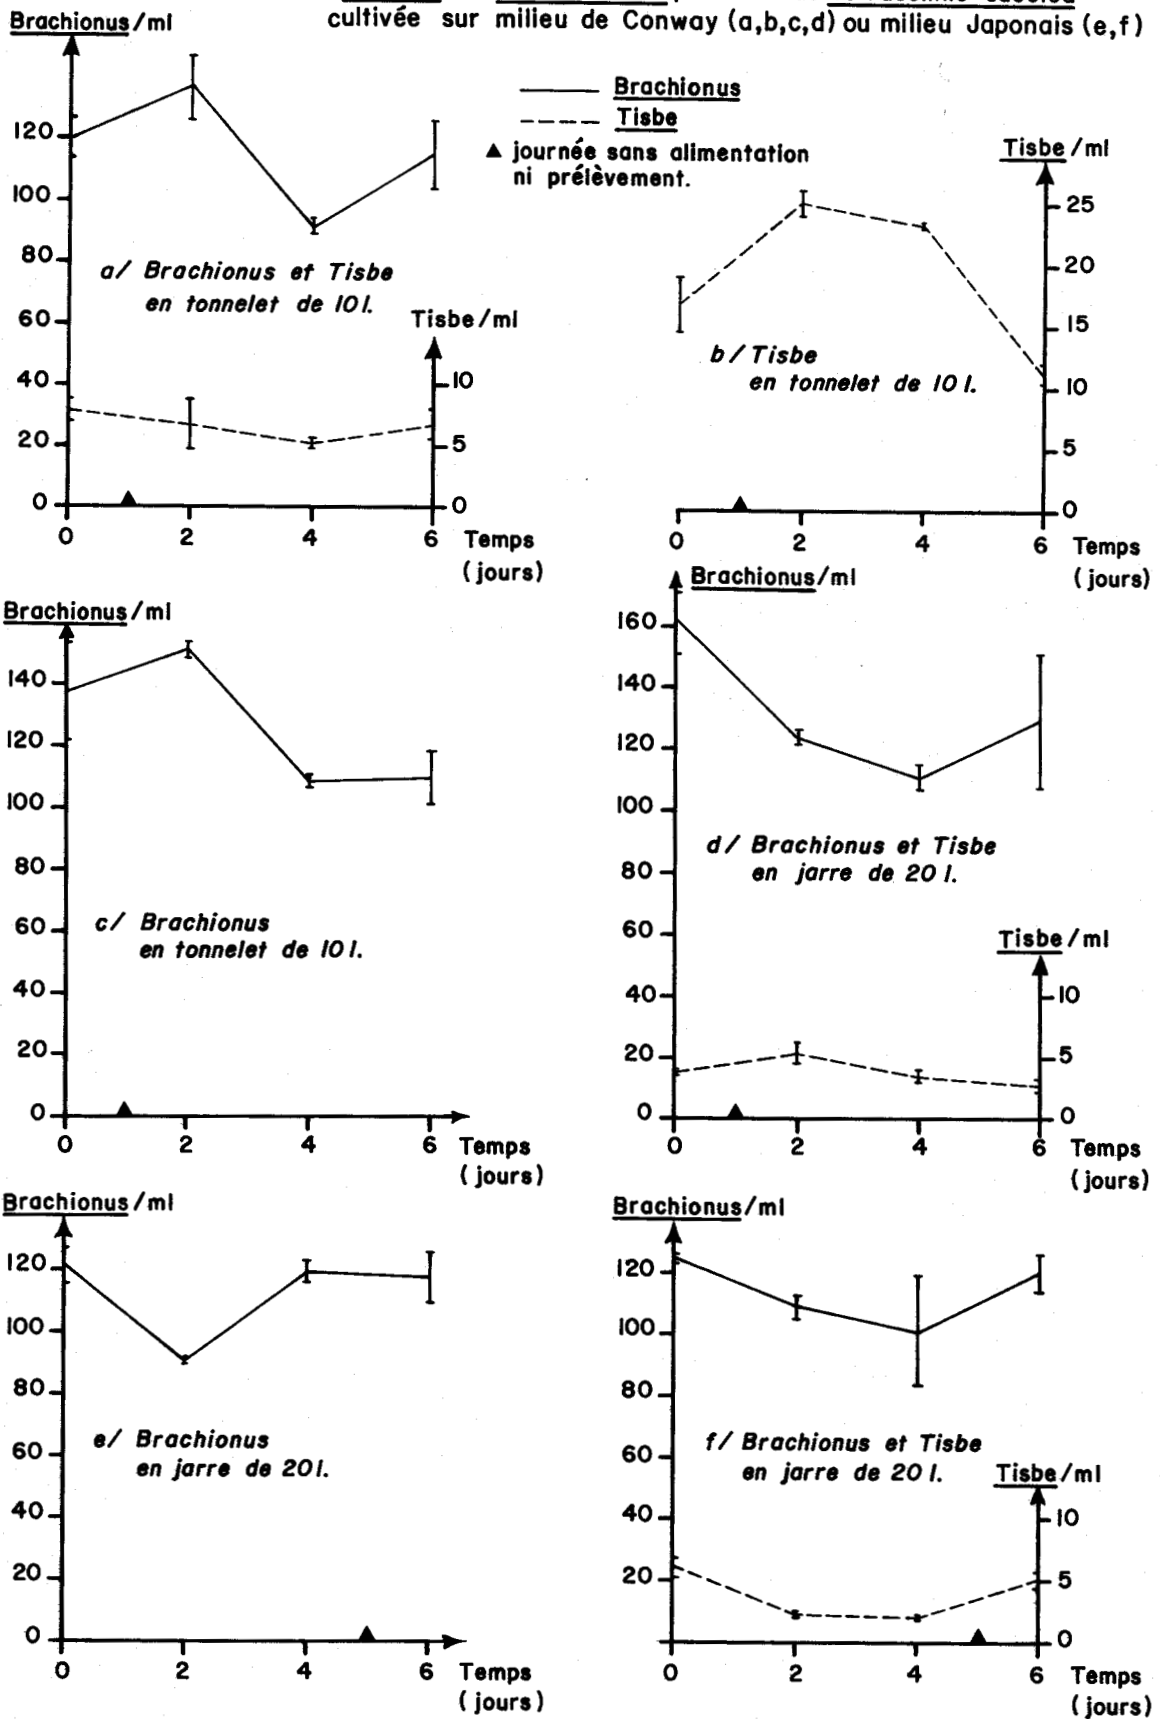 cultivée sur milieu de Conway (a,b,c,d) ou milieu Japonais (e,f)
Brachionus/ml
Brachionus
Tisbe
▲ journée sans alimentation
ni prélèvement.
120
100
80
60
40
20
0
a/ Brachionus et Tisbe
en tonnelet de 10 l.
Tisbe/ml
10
5
0
0 2 4 6 Temps
(jours)
Tisbe/ml
25
20
15
10
5
0
b/ Tisbe
en tonnelet de 10 l.
0 2 4 6 Temps
(jours)
Brachionus/ml
140
120
100
80
60
40
20
0
c/ Brachionus
en tonnelet de 10 l.
0 2 4 6 Temps
(jours)
Brachionus/ml
160
140
120
100
80
60
40
20
0
d/ Brachionus et Tisbe
en jarre de 20 l.
Tisbe/ml
10
5
0
0 2 4 6 Temps
(jours)
Brachionus/ml
120
100
80
60
40
20
0
e/ Brachionus
en jarre de 20 l.
0 2 4 6 Temps
(jours)
Brachionus/ml
120
100
80
60
40
20
f/ Brachionus et Tisbe
en jarre de 20 l.
Tisbe/ml
10
5
0
0 2 4 6 Temps
(jours)